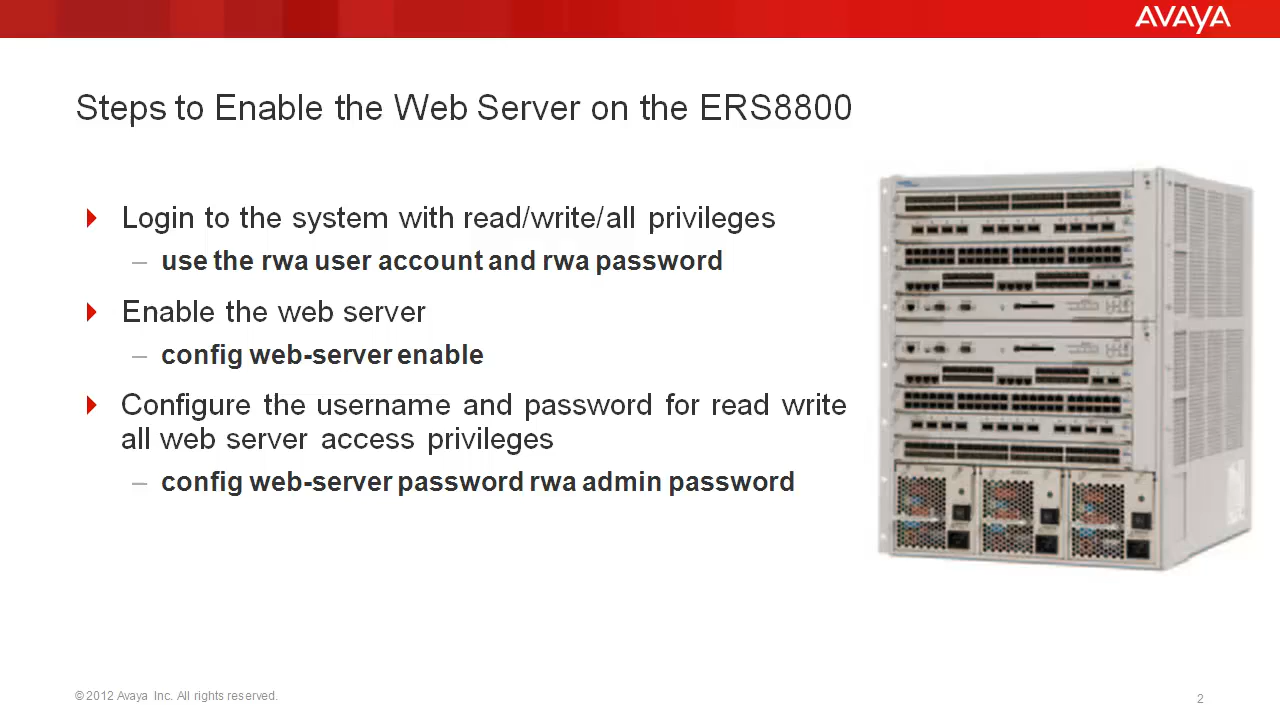 AVAYA
Steps to Enable the Web Server on the ERS8800
Login to the system with read/write/all privileges
– use the rwa user account and rwa password
Enable the web server
– config web-server enable
Configure the username and password for read write
all web server access privileges
– config web-server password rwa admin password
© 2012 Avaya Inc. All rights reserved.
2